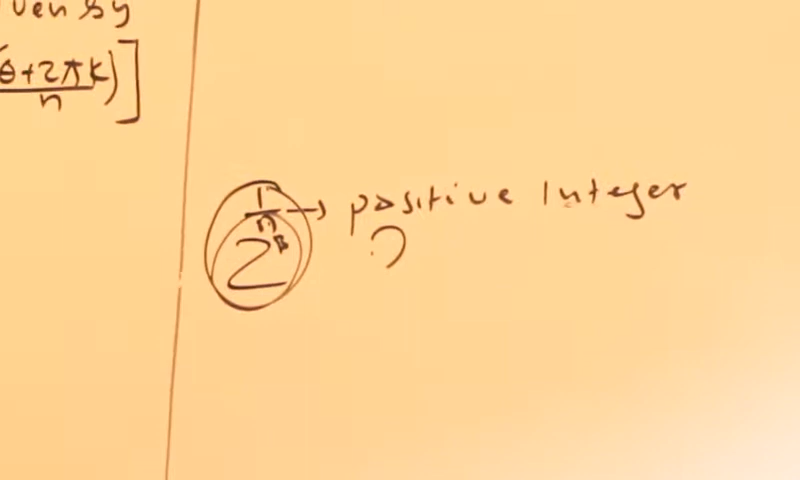 ven by
(θ+2πk)]
n
1/n → positive Integer
Z